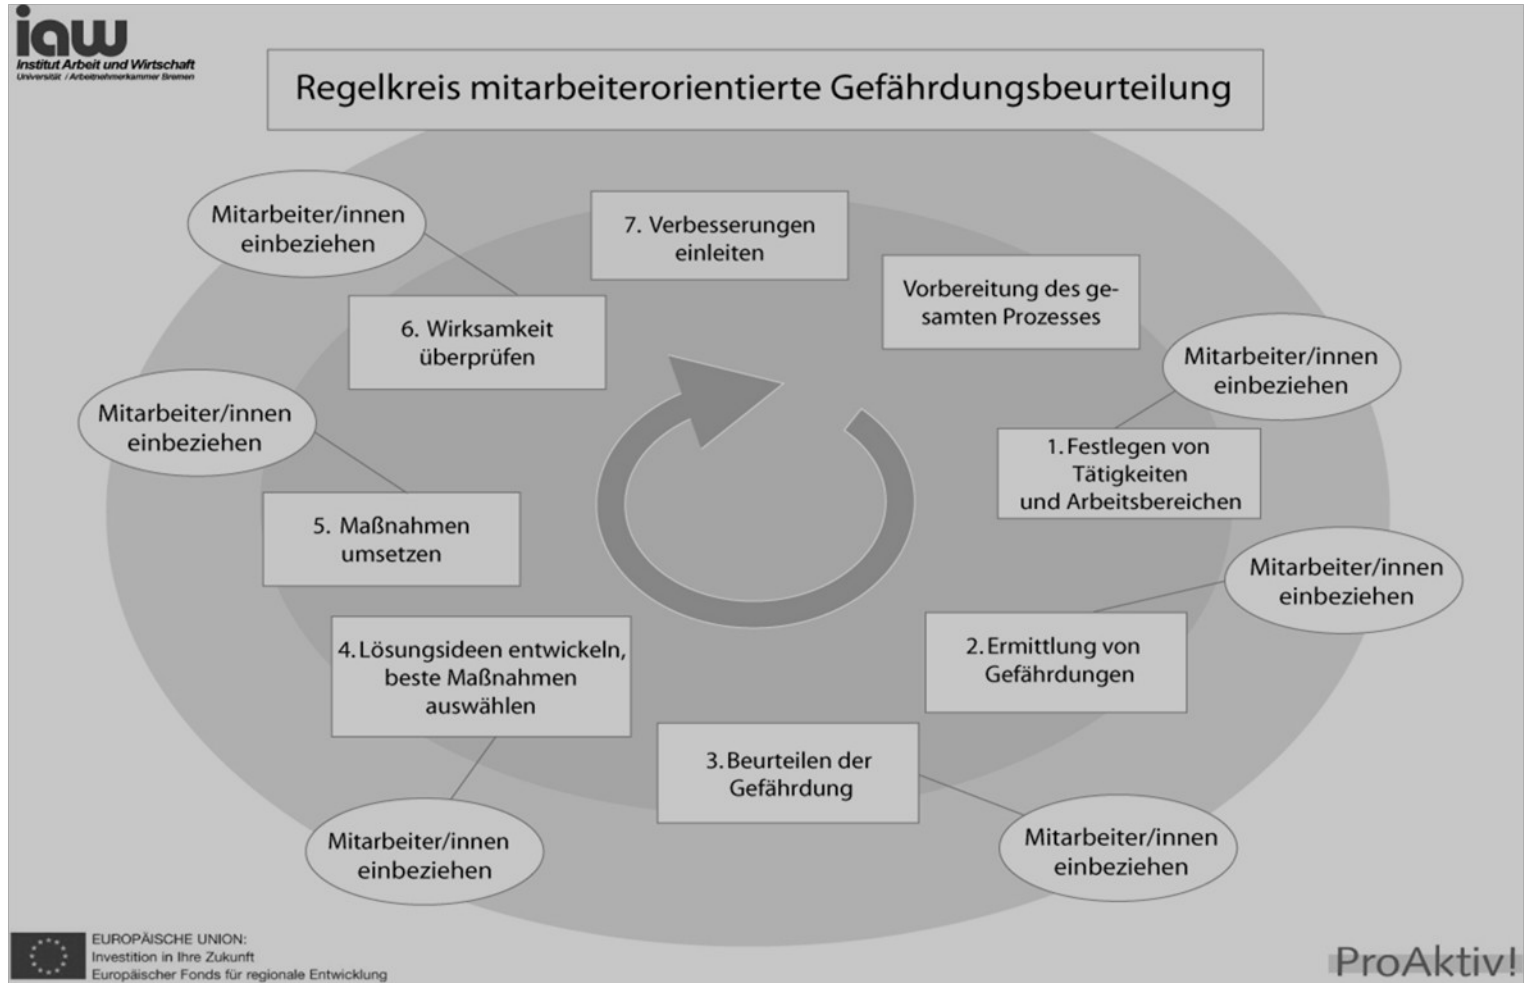 iaw
Institut Arbeit und Wirtschaft
Universität / Arbeitnehmerkammer Bremen
Regelkreis mitarbeiterorientierte Gefährdungsbeurteilung
Mitarbeiter/innen
einbeziehen
7. Verbesserungen
einleiten
Vorbereitung des ge-
samten Prozesses
6. Wirksamkeit
überprüfen
Mitarbeiter/innen
einbeziehen
Mitarbeiter/innen
einbeziehen
1. Festlegen von
Tätigkeiten
und Arbeitsbereichen
5. Maßnahmen
umsetzen
Mitarbeiter/innen
einbeziehen
4. Lösungsideen entwickeln,
beste Maßnahmen
auswählen
2. Ermittlung von
Gefährdungen
3. Beurteilen der
Gefährdung
Mitarbeiter/innen
einbeziehen
Mitarbeiter/innen
einbeziehen
EUROPÄISCHE UNION:
Investition in Ihre Zukunft
Europäischer Fonds für regionale Entwicklung
ProAktiv!